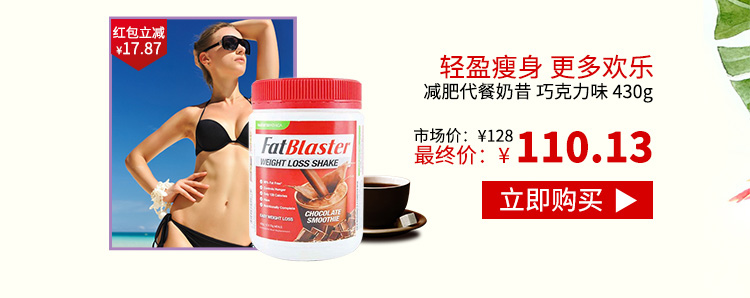 红包立减
¥17.87
轻盈瘦身 更多欢乐
减肥代餐奶昔 巧克力味 430g
市场价：¥128
最终价：¥ 110.13
立即购买
FatBlaster
WEIGHT LOSS SHAKE
CHOCOLATE
SMOOTHIE